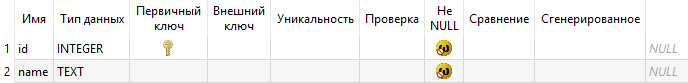 Имя Тип данных Первичный ключ Внешний ключ Уникальность Проверка Не NULL Сравнение Сгенерированное
1 id INTEGER NULL
2 name TEXT NULL